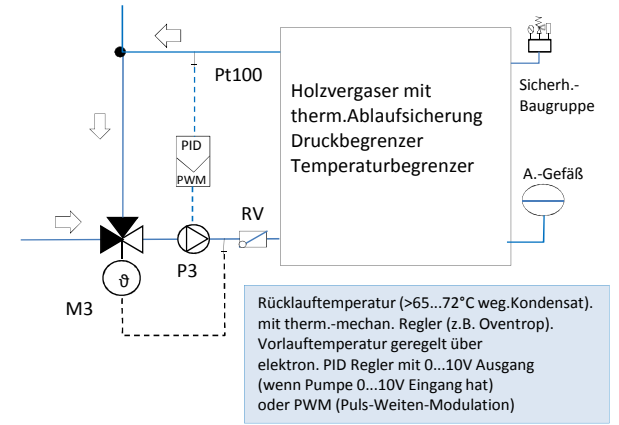 Pt100
Holzvergaser mit
therm.Ablaufsicherung
Druckbegrenzer
Temperaturbegrenzer
Sicherh.-
Baugruppe
PID
PWM
A.-Gefäß
RV
P3
ϑ
M3
Rücklauftemperatur (>65...72°C weg.Kondensat).
mit therm.-mechan. Regler (z.B. Oventrop).
Vorlauftemperatur geregelt über
elektron. PID Regler mit 0...10V Ausgang
(wenn Pumpe 0...10V Eingang hat)
oder PWM (Puls-Weiten-Modulation)